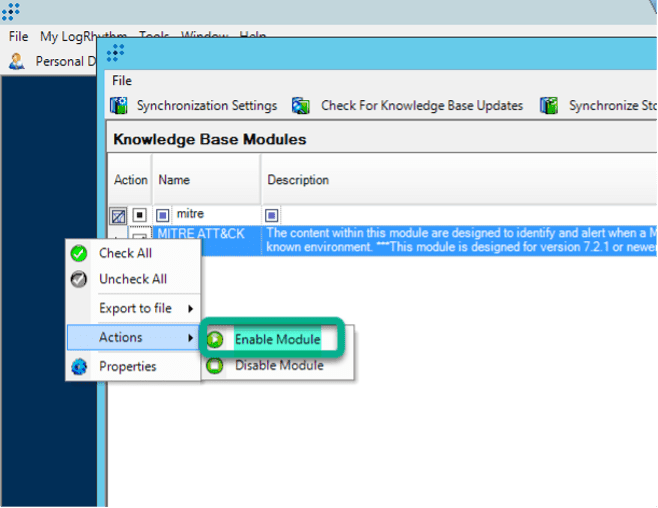 File My LogRhythm Tools Window Help
Personal D
File
Synchronization Settings Check For Knowledge Base Updates Synchronize Sto
Knowledge Base Modules
Action Name Description
mitre
MITRE ATT&CK The content within this module are designed to identify and alert when a M
known environment. ***This module is designed for version 7.2.1 or newer
Check All
Uncheck All
Export to file
Actions
Enable Module
Properties
Disable Module